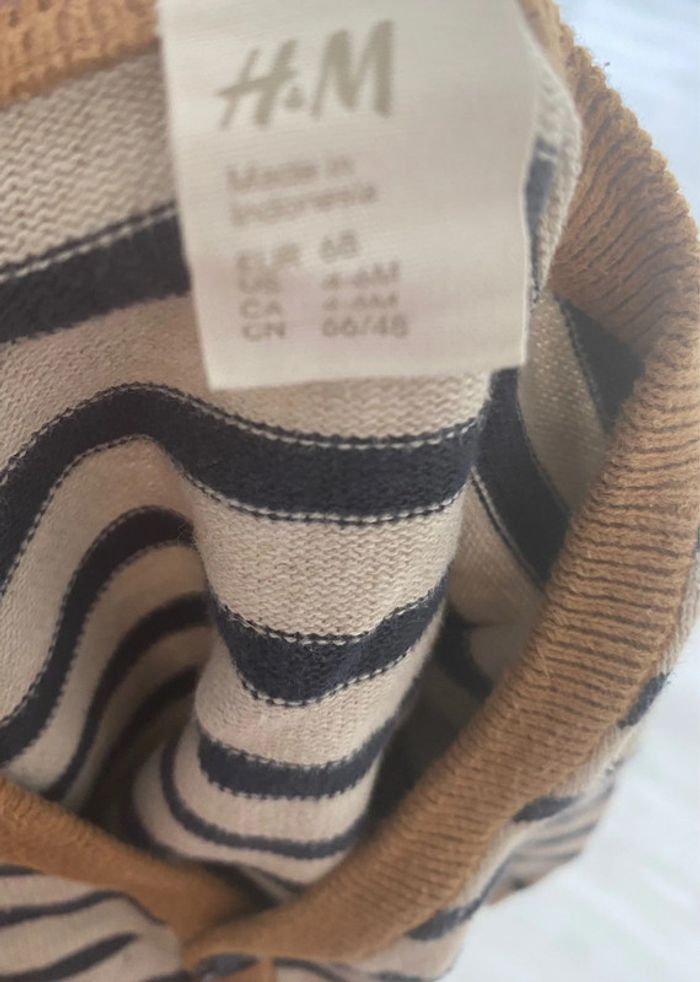 H&M
Made in
Indonesia
EUR 68
US 4-6M
CA 4-6M
CN 66/48